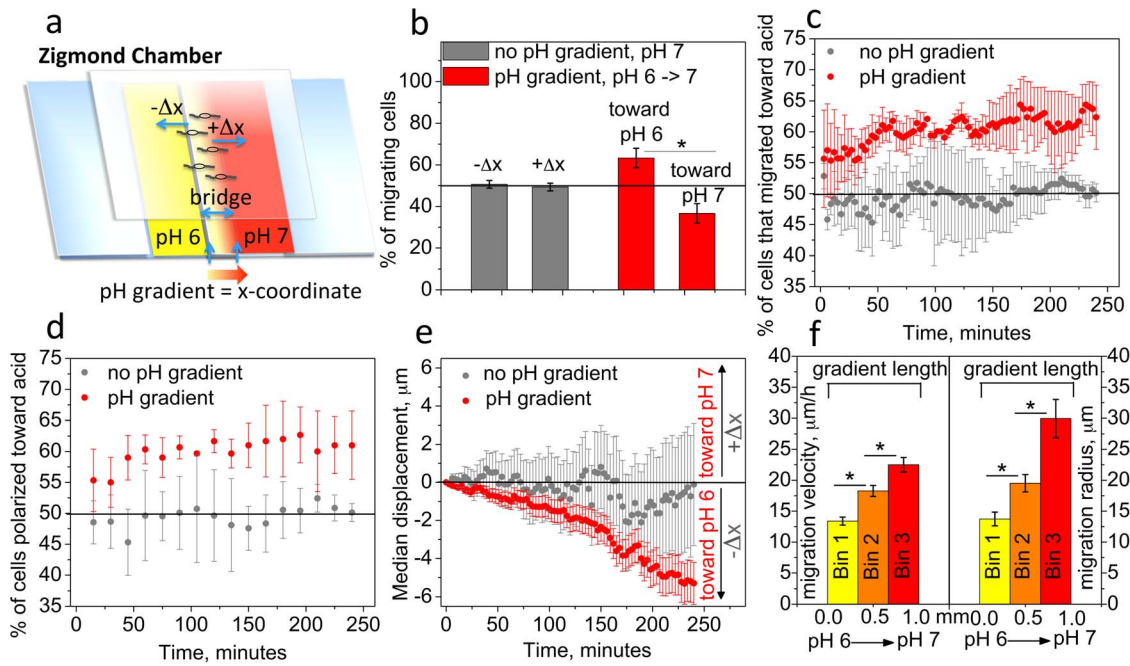 a
Zigmond Chamber
-Δx
+Δx
bridge
pH 6
pH 7
pH gradient = x-coordinate
b
no pH gradient, pH 7
pH gradient, pH 6 -> 7
% of migrating cells
100
80
60
40
20
0
-Δx
+Δx
toward
pH 6
*
toward
pH 7
c
no pH gradient
pH gradient
% of cells that migrated toward acid
75
70
65
60
55
50
45
40
35
0 50 100 150 200 250
Time, minutes
d
no pH gradient
pH gradient
% of cells polarized toward acid
75
70
65
60
55
50
45
40
35
0 50 100 150 200 250
Time, minutes
e
no pH gradient
pH gradient
Median displacement, μm
6
4
2
0
-2
-4
-6
toward pH 7
+Δx
toward pH 6
-Δx
0 50 100 150 200 250
Time, minutes
f
gradient length
gradient length
migration velocity, μm/h
40
35
30
25
20
15
10
5
0
* *
Bin 1
Bin 2
Bin 3
* *
Bin 1
Bin 2
Bin 3
40
35
30
25
20
15
10
5
0
migration radius, μm
0.0 0.5 1.0 mm 0.0 0.5 1.0
pH 6 pH 7 pH 6 pH 7